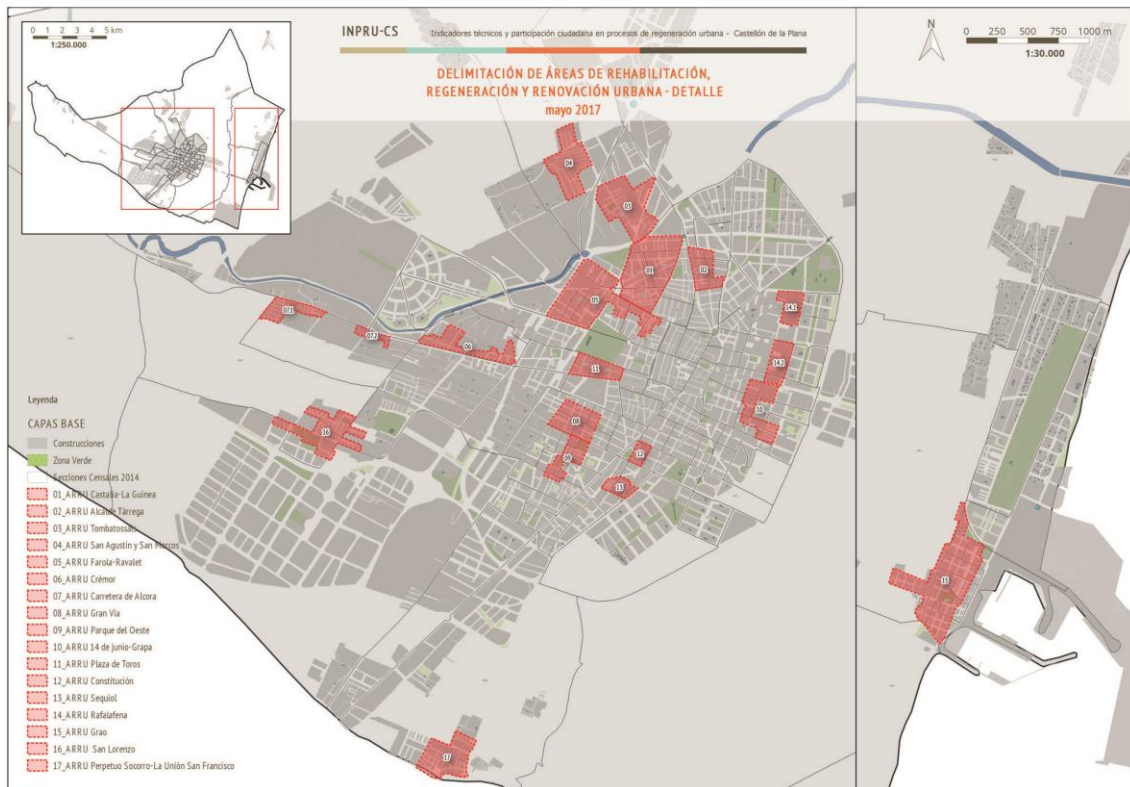 0 1 2 3 4 5 km
1:250.000
INPRU-CS
Indicadores técnicos y participación ciudadana en procesos de regeneración urbana - Castellón de la Plana
DELIMITACIÓN DE ÁREAS DE REHABILITACIÓN,
REGENERACIÓN Y RENOVACIÓN URBANA - DETALLE
mayo 2017
N
0 250 500 750 1000 m
1:30.000
04
03
01
02
05
07.1
07.2
06
14.1
14.2
11
10
08
16
09
12
13
15
17
Leyenda
CAPAS BASE
Construcciones
Zona Verde
Secciones Censales 2014
01_ARRU Castalia-La Guinea
02_ARRU Alcalde Tárrega
03_ARRU Tombatossals
04_ARRU San Agustín y San Marcos
05_ARRU Farola-Ravalet
06_ARRU Crémor
07_ARRU Carretera de Alcora
08_ARRU Gran Vía
09_ARRU Parque del Oeste
10_ARRU 14 de junio-Grapa
11_ARRU Plaza de Toros
12_ARRU Constitución
13_ARRU Sequiol
14_ARRU Rafalafena
15_ARRU Grao
16_ARRU San Lorenzo
17_ARRU Perpetuo Socorro-La Unión San Francisco